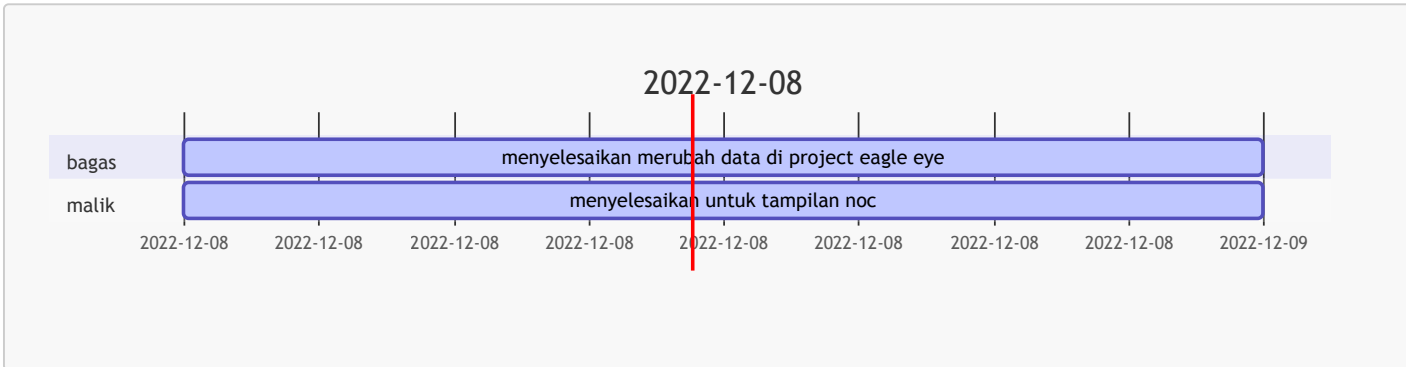 2022-12-08
bagas
menyelesaikan merubah data di project eagle eye
malik
menyelesaikan untuk tampilan noc
2022-12-08 2022-12-08 2022-12-08 2022-12-08 2022-12-08 2022-12-08 2022-12-08 2022-12-08 2022-12-09